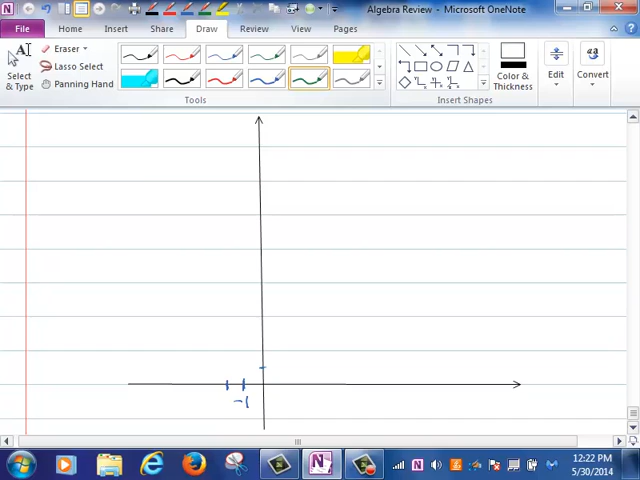 Algebra Review - Microsoft OneNote
File Home Insert Share Draw Review View Pages
Select & Type
Eraser
Lasso Select
Panning Hand
Color & Thickness
Edit
Convert
Tools
Insert Shapes
-1
12:22 PM
5/30/2014